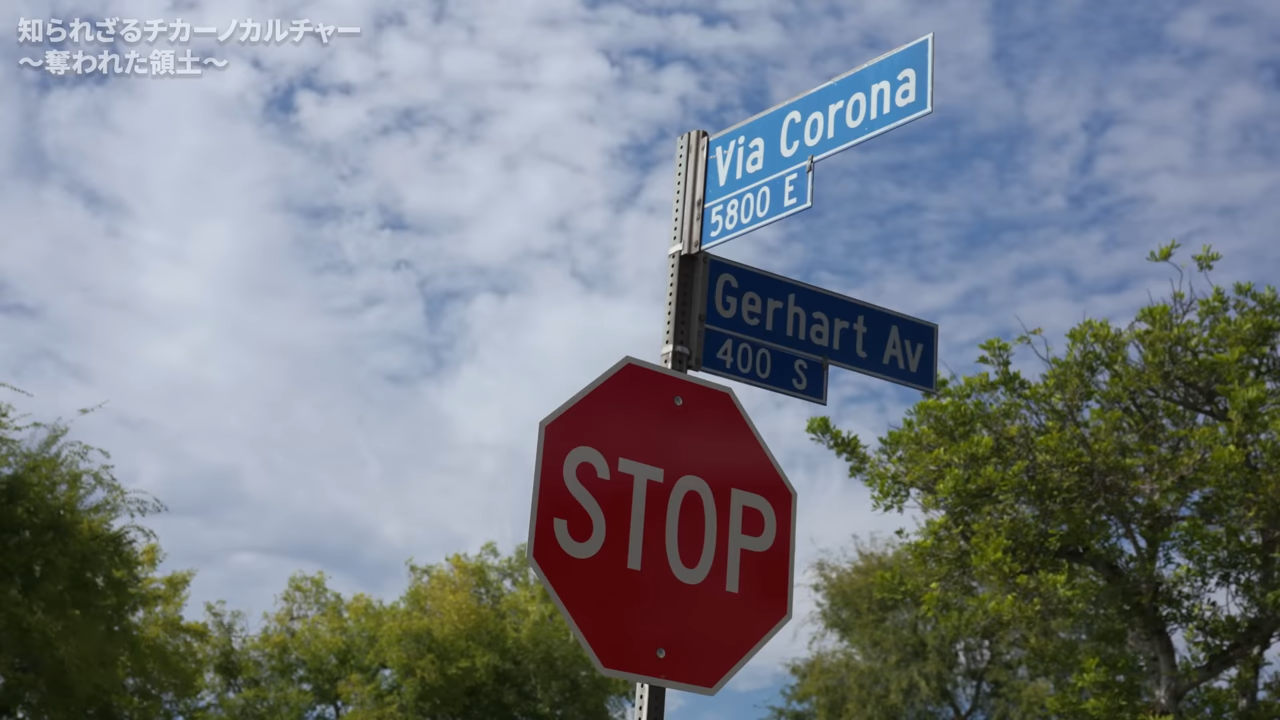 知られざるチカーノカルチャー
〜奪われた領土〜
Via Corona
5800 E
Gerhart Av
400 S
STOP